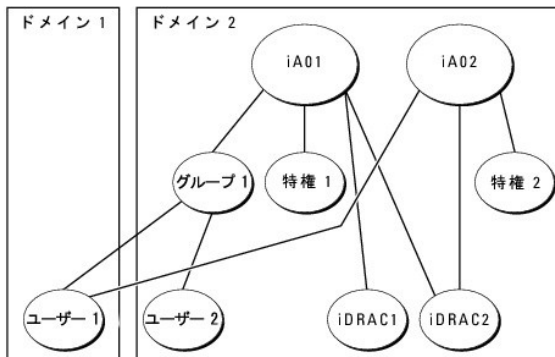 ドメイン 1
ドメイン 2
iA01
iA02
グループ 1
特権 1
特権 2
ユーザー 1
ユーザー 2
iDRAC1
iDRAC2